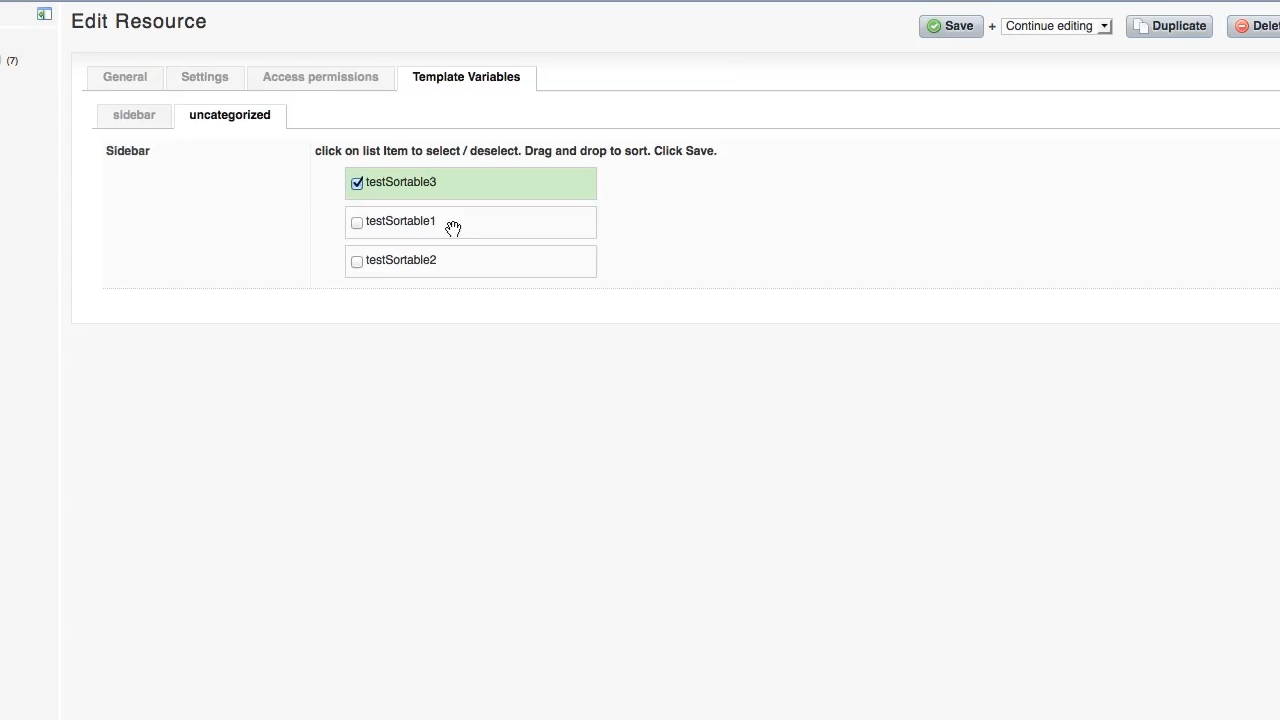 Edit Resource
Save + Continue editing Duplicate
(7)
General Settings Access permissions Template Variables
sidebar uncategorized
Sidebar click on list Item to select / deselect. Drag and drop to sort. Click Save.
testSortable3
testSortable1
testSortable2